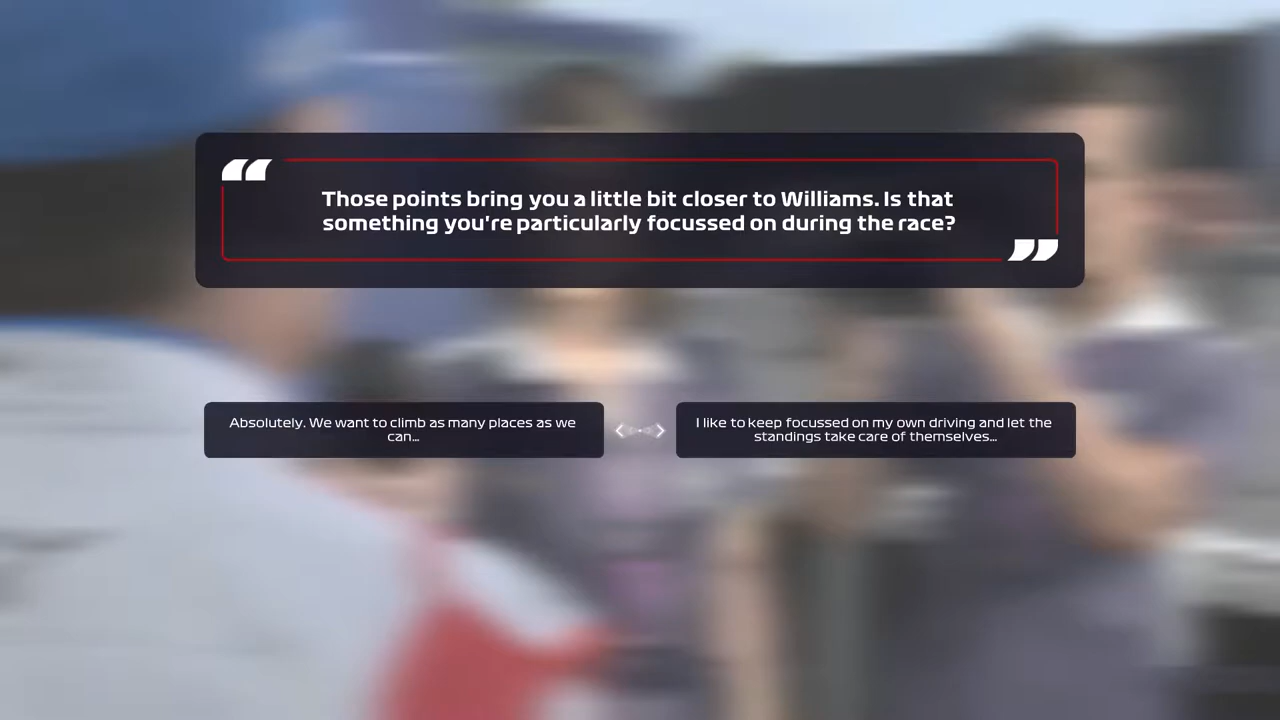 Those points bring you a little bit closer to Williams. Is that
something you're particularly focussed on during the race?
Absolutely. We want to climb as many places as we
can...
I like to keep focussed on my own driving and let the
standings take care of themselves...